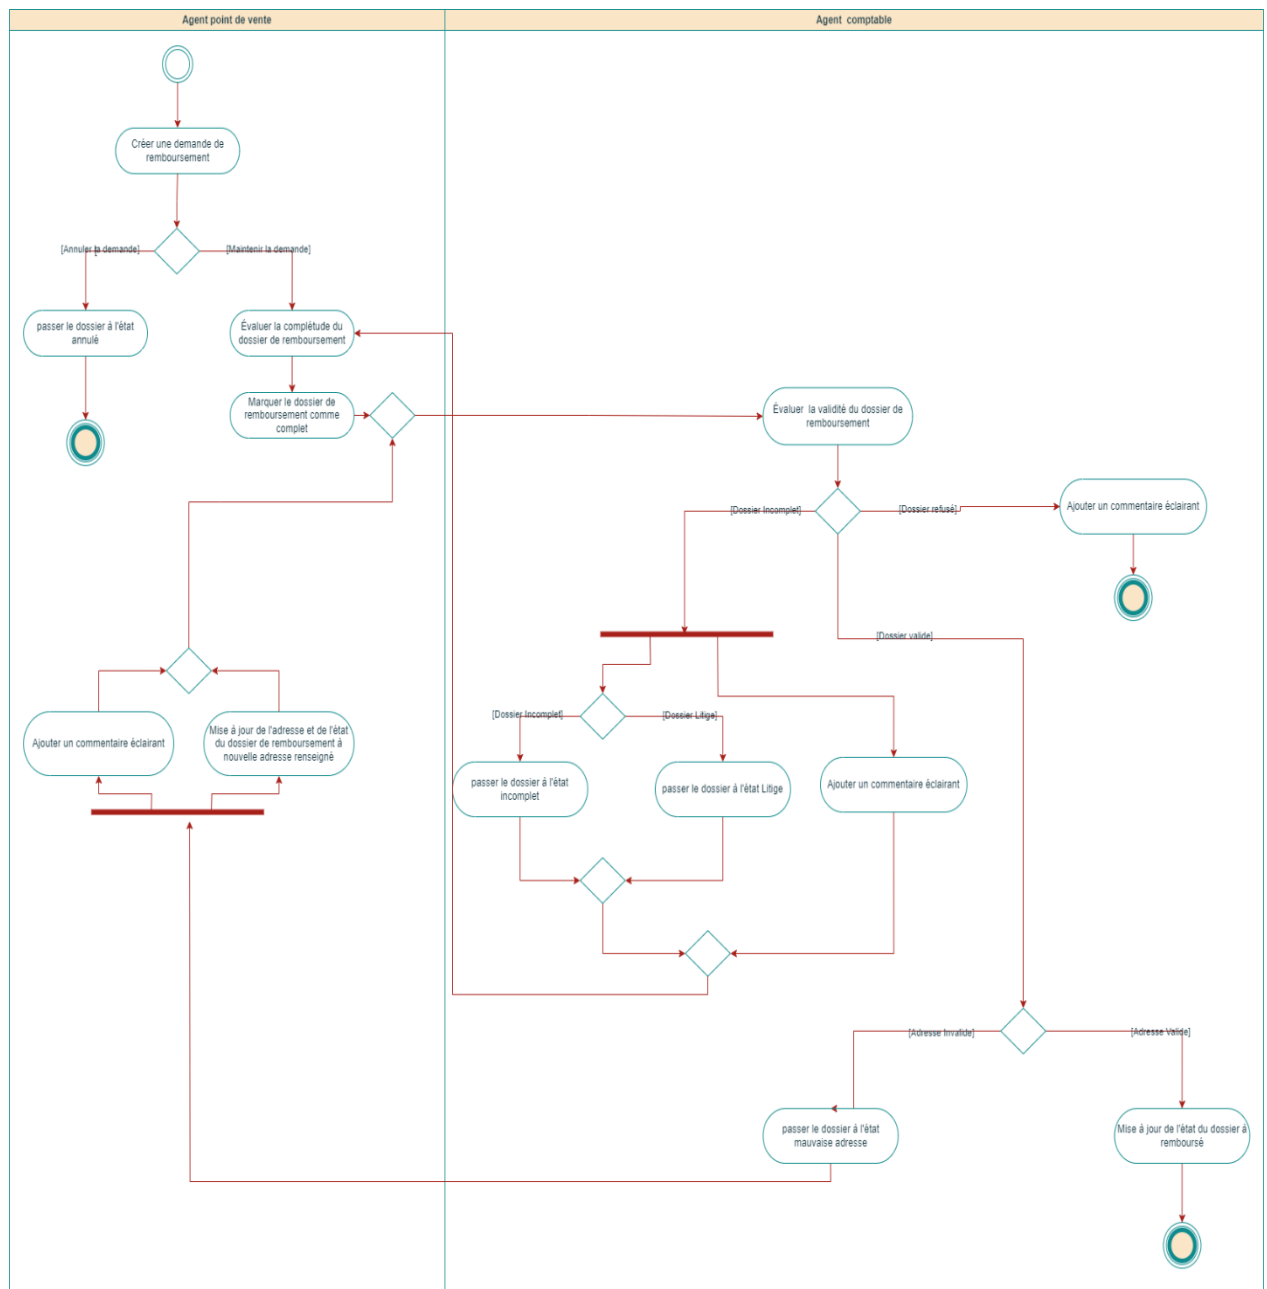 Agent point de vente
Agent comptable
Créer une demande de
remboursement
[Annuler la demande]
[Maintenir la demande]
passer le dossier à l'état
annulé
Évaluer la complètude du
dossier de remboursement
Marquer le dossier de
remboursement comme
complet
Évaluer la validité du dossier de
remboursement
[Dossier Incomplet]
[Dossier refusé]
Ajouter un commentaire éclairant
[Dossier valide]
[Dossier Incomplet]
[Dossier Litige]
Ajouter un commentaire éclairant
Mise à jour de l'adresse et de l'état
du dossier de remboursement à
nouvelle adresse renseigné
passer le dossier à l'état
incomplet
passer le dossier à l'état Litige
Ajouter un commentaire éclairant
[Adresse Invalide]
[Adresse Valide]
passer le dossier à l'état
mauvaise adresse
Mise à jour de l'état du dossier à
remboursé